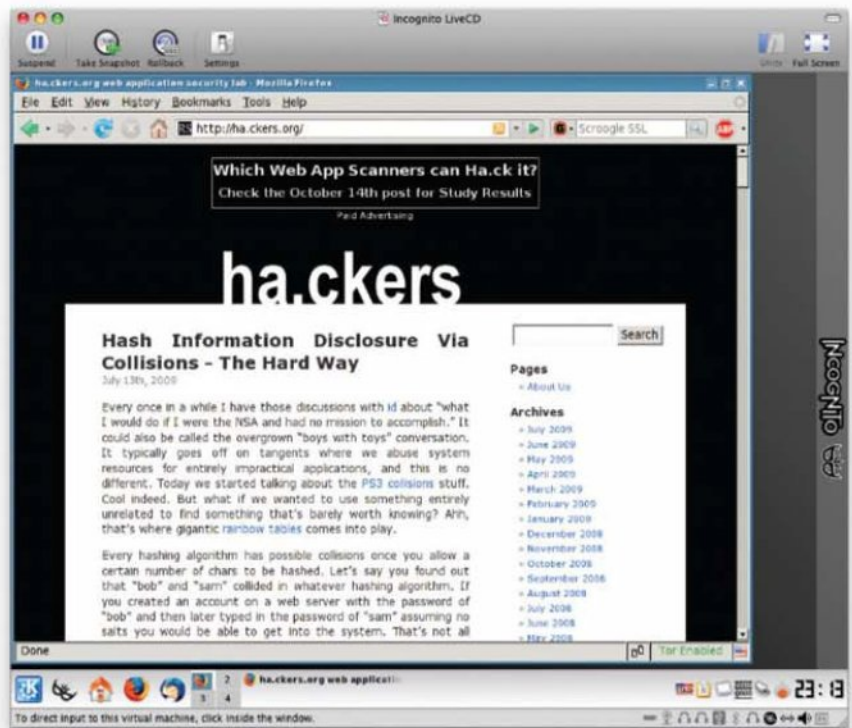 Incognito LiveCD
Suspend Take Snapshot Rollback Settings Units Full Screen
ha.ckers.org web application security lab - Mozilla Firefox
File Edit View History Bookmarks Tools Help
http://ha.ckers.org/ Scroogle SSL ABP
Which Web App Scanners can Ha.ck it?
Check the October 14th post for Study Results
Paid Advertising
ha.ckers
Hash Information Disclosure Via
Collisions - The Hard Way
July 13th, 2009
Every once in a while I have those discussions with id about "what
I would do if I were the NSA and had no mission to accomplish." It
could also be called the overgrown "boys with toys" conversation.
It typically goes off on tangents where we abuse system
resources for entirely impractical applications, and this is no
different. Today we started talking about the PS3 collisions stuff.
Cool indeed. But what if we wanted to use something entirely
unrelated to find something that's barely worth knowing? Ahh,
that's where gigantic rainbow tables comes into play.
Every hashing algorithm has possible collisions once you allow a
certain number of chars to be hashed. Let's say you found out
that "bob" and "sam" collided in whatever hashing algorithm. If
you created an account on a web server with the password of
"bob" and then later typed in the password of "sam" assuming no
salts you would be able to get into the system. That's not all
Search
Pages
» About Us
Archives
» July 2009
» June 2009
» May 2009
» April 2009
» March 2009
» February 2009
» January 2009
» December 2008
» November 2008
» October 2008
» September 2008
» August 2008
» July 2008
» June 2008
» May 2008
INCOGNITO
Done Tor Enabled
2
3 4
ha.ckers.org web applicati
23:13
To direct input to this virtual machine, click inside the window.